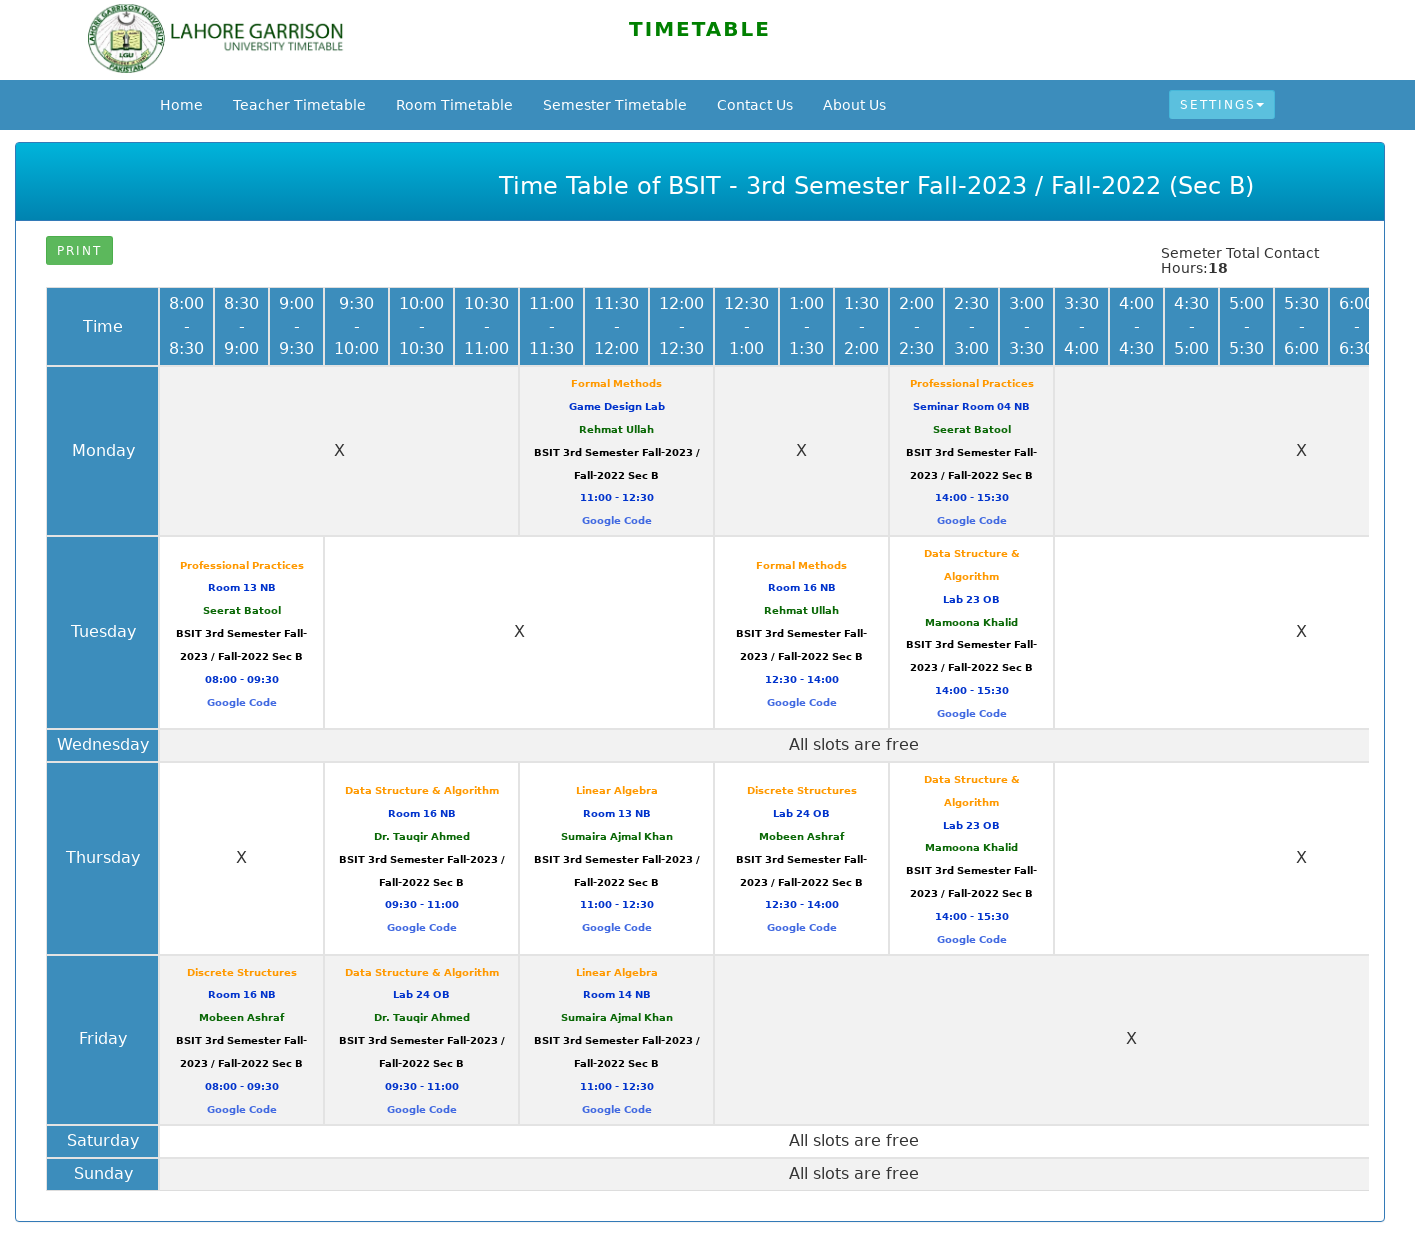 LAHORE GARRISON UNIVERSITY
LGU
PAKISTAN
LAHORE GARRISON
UNIVERSITY TIMETABLE
TIMETABLE
Home
Teacher Timetable
Room Timetable
Semester Timetable
Contact Us
About Us
SETTINGS
Time Table of BSIT - 3rd Semester Fall-2023 / Fall-2022 (Sec B)
PRINT
Semeter Total Contact
Hours:18
Time
8:00
-
8:30
8:30
-
9:00
9:00
-
9:30
9:30
-
10:00
10:00
-
10:30
10:30
-
11:00
11:00
-
11:30
11:30
-
12:00
12:00
-
12:30
12:30
-
1:00
1:00
-
1:30
1:30
-
2:00
2:00
-
2:30
2:30
-
3:00
3:00
-
3:30
3:30
-
4:00
4:00
-
4:30
4:30
-
5:00
5:00
-
5:30
5:30
-
6:00
6:00
-
6:30
Monday
X
Formal Methods
Game Design Lab
Rehmat Ullah
BSIT 3rd Semester Fall-2023 /
Fall-2022 Sec B
11:00 - 12:30
Google Code
X
Professional Practices
Seminar Room 04 NB
Seerat Batool
BSIT 3rd Semester Fall-
2023 / Fall-2022 Sec B
14:00 - 15:30
Google Code
X
Tuesday
Professional Practices
Room 13 NB
Seerat Batool
BSIT 3rd Semester Fall-
2023 / Fall-2022 Sec B
08:00 - 09:30
Google Code
X
Formal Methods
Room 16 NB
Rehmat Ullah
BSIT 3rd Semester Fall-
2023 / Fall-2022 Sec B
12:30 - 14:00
Google Code
Data Structure &
Algorithm
Lab 23 OB
Mamoona Khalid
BSIT 3rd Semester Fall-
2023 / Fall-2022 Sec B
14:00 - 15:30
Google Code
X
Wednesday
All slots are free
Thursday
X
Data Structure & Algorithm
Room 16 NB
Dr. Tauqir Ahmed
BSIT 3rd Semester Fall-2023 /
Fall-2022 Sec B
09:30 - 11:00
Google Code
Linear Algebra
Room 13 NB
Sumaira Ajmal Khan
BSIT 3rd Semester Fall-2023 /
Fall-2022 Sec B
11:00 - 12:30
Google Code
Discrete Structures
Lab 24 OB
Mobeen Ashraf
BSIT 3rd Semester Fall-
2023 / Fall-2022 Sec B
12:30 - 14:00
Google Code
Data Structure &
Algorithm
Lab 23 OB
Mamoona Khalid
BSIT 3rd Semester Fall-
2023 / Fall-2022 Sec B
14:00 - 15:30
Google Code
X
Friday
Discrete Structures
Room 16 NB
Mobeen Ashraf
BSIT 3rd Semester Fall-
2023 / Fall-2022 Sec B
08:00 - 09:30
Google Code
Data Structure & Algorithm
Lab 24 OB
Dr. Tauqir Ahmed
BSIT 3rd Semester Fall-2023 /
Fall-2022 Sec B
09:30 - 11:00
Google Code
Linear Algebra
Room 14 NB
Sumaira Ajmal Khan
BSIT 3rd Semester Fall-2023 /
Fall-2022 Sec B
11:00 - 12:30
Google Code
X
Saturday
All slots are free
Sunday
All slots are free